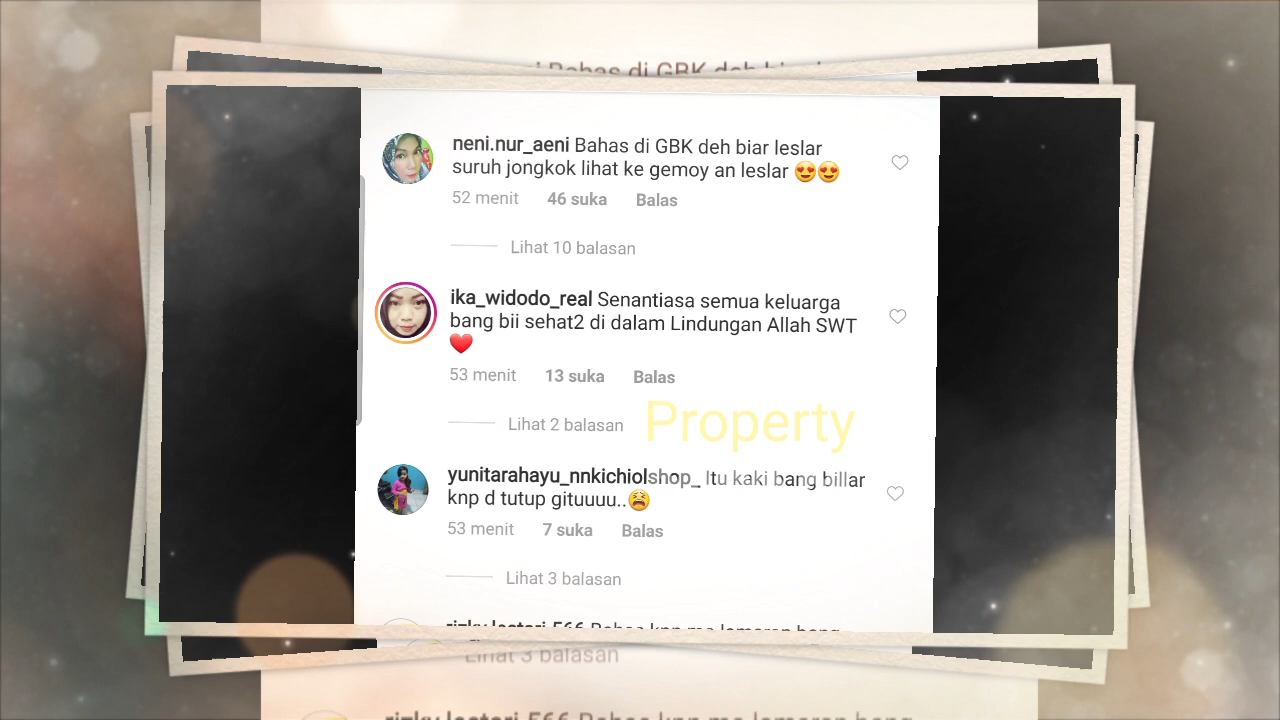 neni.nur_aeni Bahas di GBK deh biar leslar
suruh jongkok lihat ke gemoy an leslar 😍😍
52 menit 46 suka Balas
Lihat 10 balasan
ika_widodo_real Senantiasa semua keluarga
bang bii sehat2 di dalam Lindungan Allah SWT
❤️
53 menit 13 suka Balas
Lihat 2 balasan
Property
yunitarahayu_nnkichiolshop_ Itu kaki bang billar
knp d tutup gituuuu..😫
53 menit 7 suka Balas
Lihat 3 balasan
Lihat 3 balasan